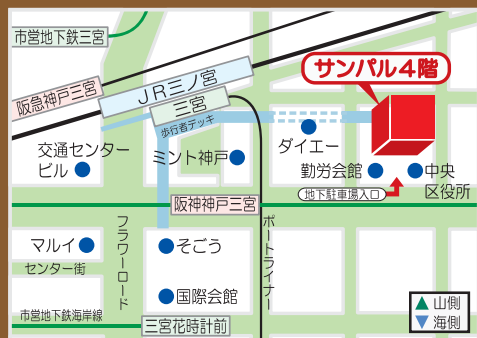 市営地下鉄三宮
サンパル4階
阪急神戸三宮
JR三ノ宮
三宮
歩行者デッキ
交通センター
ビル
ミント神戸
ダイエー
勤労会館
中央
区役所
地下駐車場入口
阪神神戸三宮
マルイ
センター街
フラワーロード
そごう
ポートライナー
国際会館
市営地下鉄海岸線
三宮花時計前
山側
海側